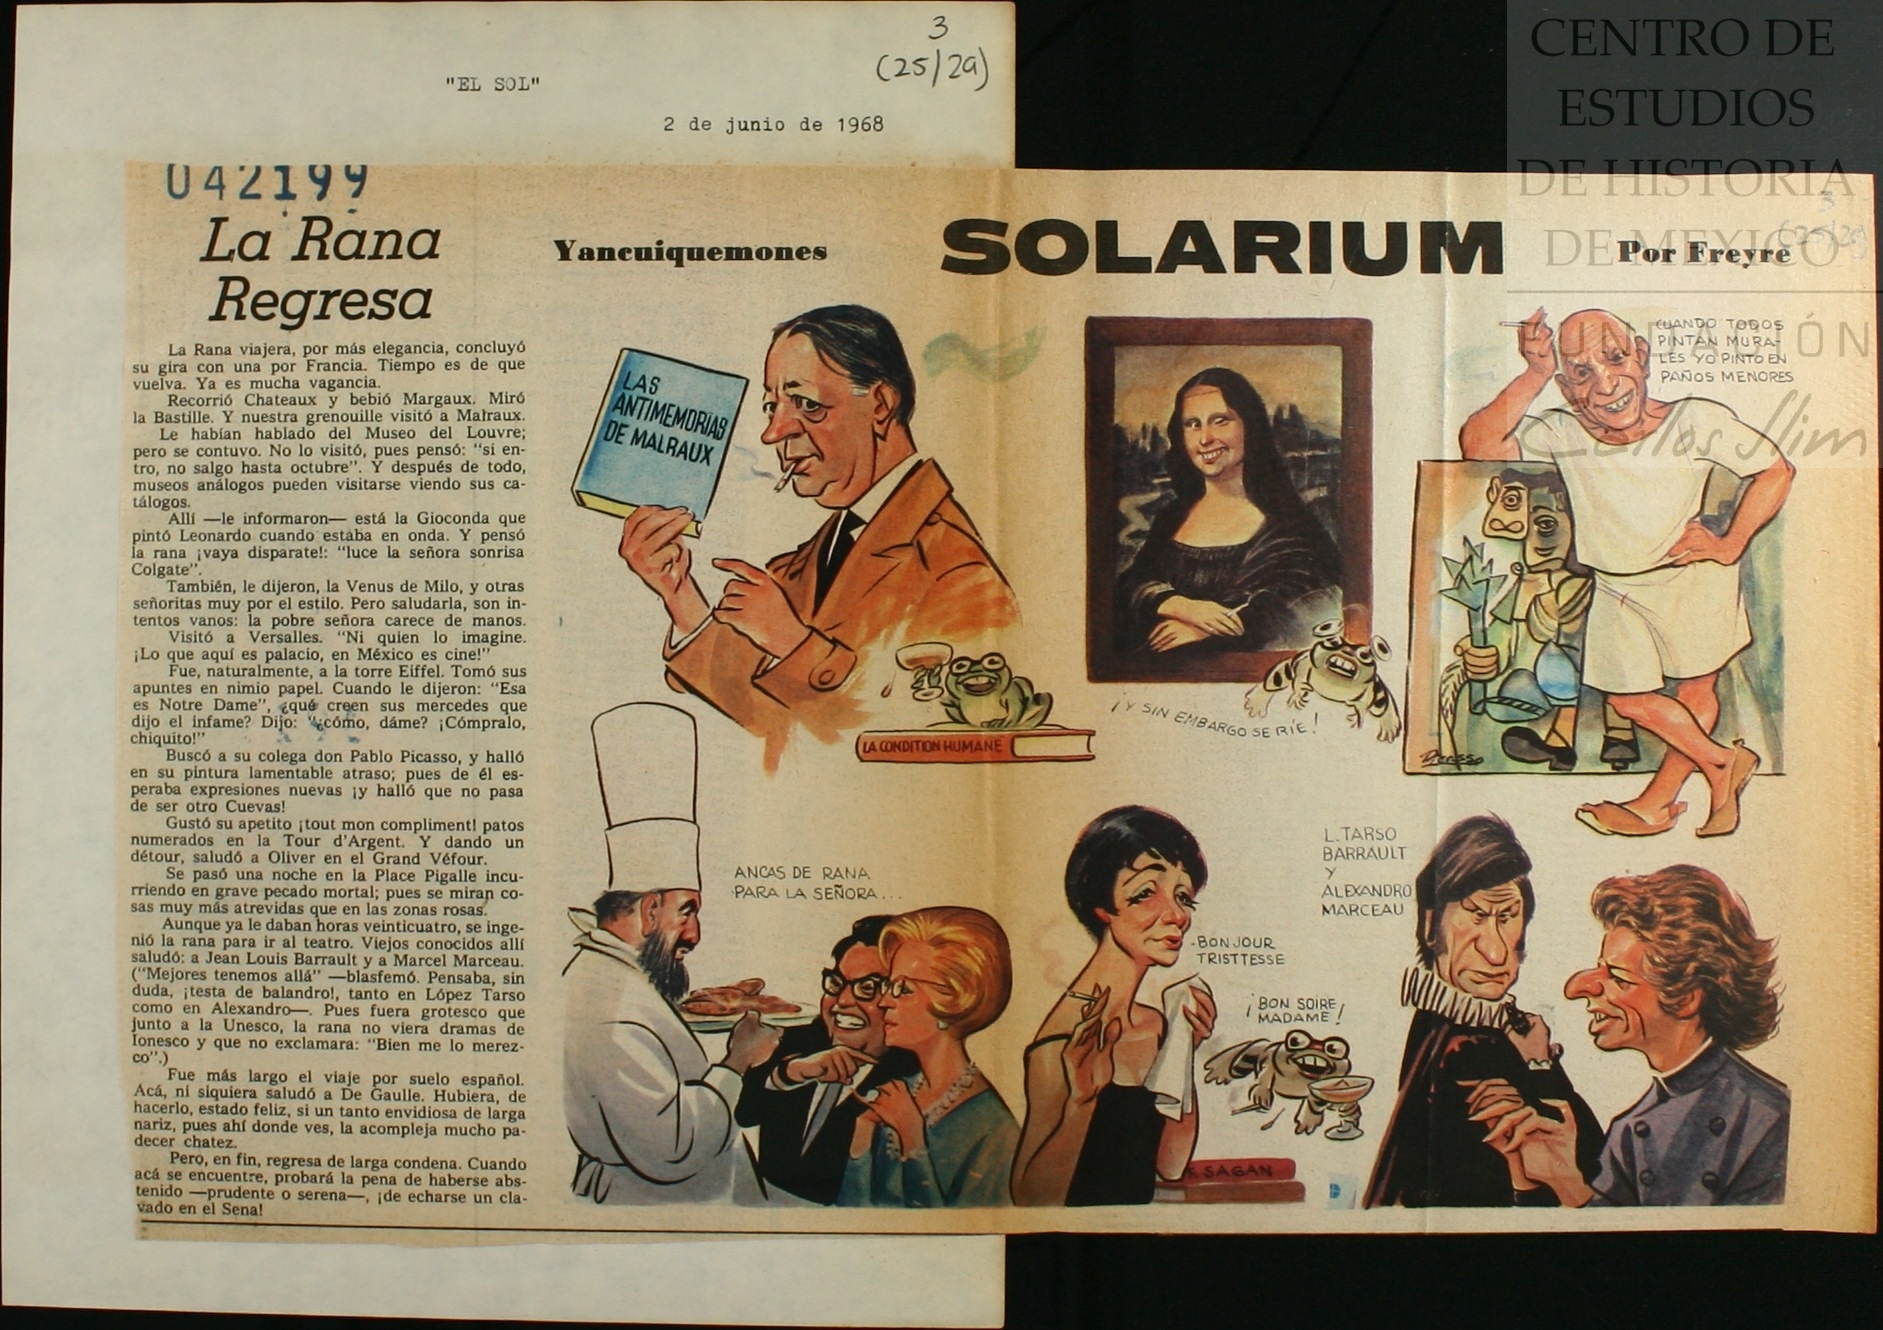 3
(25/29)
"EL SOL"
2 de junio de 1968
042199
La Rana
Regresa
La Rana viajera, por más elegancia, concluyó
su gira con una por Francia. Tiempo es de que
vuelva. Ya es mucha vagancia.
Recorrió Chateaux y bebió Margaux. Miró
la Bastille. Y nuestra grenouille visitó a Malraux.
Le habían hablado del Museo del Louvre;
pero se contuvo. No lo visitó, pues pensó: "si en-
tro, no salgo hasta octubre". Y después de todo,
museos análogos pueden visitarse viendo sus ca-
tálogos.
Allí —le informaron— está la Gioconda que
pintó Leonardo cuando estaba en onda. Y pensó
la rana ¡vaya disparate!: "luce la señora sonrisa
Colgate".
También, le dijeron, la Venus de Milo, y otras
señoritas muy por el estilo. Pero saludarla, son in-
tentos vanos: la pobre señora carece de manos.
Visitó a Versalles. "Ni quien lo imagine.
¡Lo que aquí es palacio, en México es cine!"
Fue, naturalmente, a la torre Eiffel. Tomó sus
apuntes en nimio papel. Cuando le dijeron: "Esa
es Notre Dame", ¿qué creen sus mercedes que
dijo el infame? Dijo: "¿cómo, dáme? ¡Cómpralo,
chiquito!"
Buscó a su colega don Pablo Picasso, y halló
en su pintura lamentable atraso; pues de él es-
peraba expresiones nuevas ¡y halló que no pasa
de ser otro Cuevas!
Gustó su apetito ¡tout mon compliment! patos
numerados en la Tour d'Argent. Y dando un
détour, saludó a Oliver en el Grand Véfour.
Se pasó una noche en la Place Pigalle incu-
rriendo en grave pecado mortal; pues se miran co-
sas muy más atrevidas que en las zonas rosas.
Aunque ya le daban horas veinticuatro, se inge-
nió la rana para ir al teatro. Viejos conocidos allí
saludó: a Jean Louis Barrault y a Marcel Marceau.
("Mejores tenemos allá" —blasfemó. Pensaba, sin
duda, ¡testa de balandro!, tanto en López Tarso
como en Alexandro—. Pues fuera grotesco que
junto a la Unesco, la rana no viera dramas de
Ionesco y que no exclamara: "Bien me lo merez-
co".)
Fue más largo el viaje por suelo español.
Acá, ni siquiera saludó a De Gaulle. Hubiera, de
hacerlo, estado feliz, si un tanto envidiosa de larga
nariz, pues ahí donde ves, la acompleja mucho pa-
decer chatez.
Pero, en fin, regresa de larga condena. Cuando
acá se encuentre, probará la pena de haberse abs-
tenido —prudente o serena—, ¡de echarse un cla-
vado en el Sena!
Yancuiquemones
SOLARIUM
Por Freyre
LAS
ANTIMEMORIAS
DE MALRAUX
LA CONDITION HUMANE
¡Y SIN EMBARGO SE RIE!
CUANDO TODOS
PINTAN MURA-
LES YO PINTO EN
PAÑOS MENORES
ANCAS DE RANA
PARA LA SEÑORA...
-BONJOUR
TRISTTESSE
¡BON SOIRE
MADAME!
F. SAGAN
L. TARSO
BARRAULT
Y
ALEXANDRO
MARCEAU
CENTRO DE
ESTUDIOS
DE HISTORIA
DE MEXICO
FUNDACIÓN
Carlos Slim
3
(25/29)